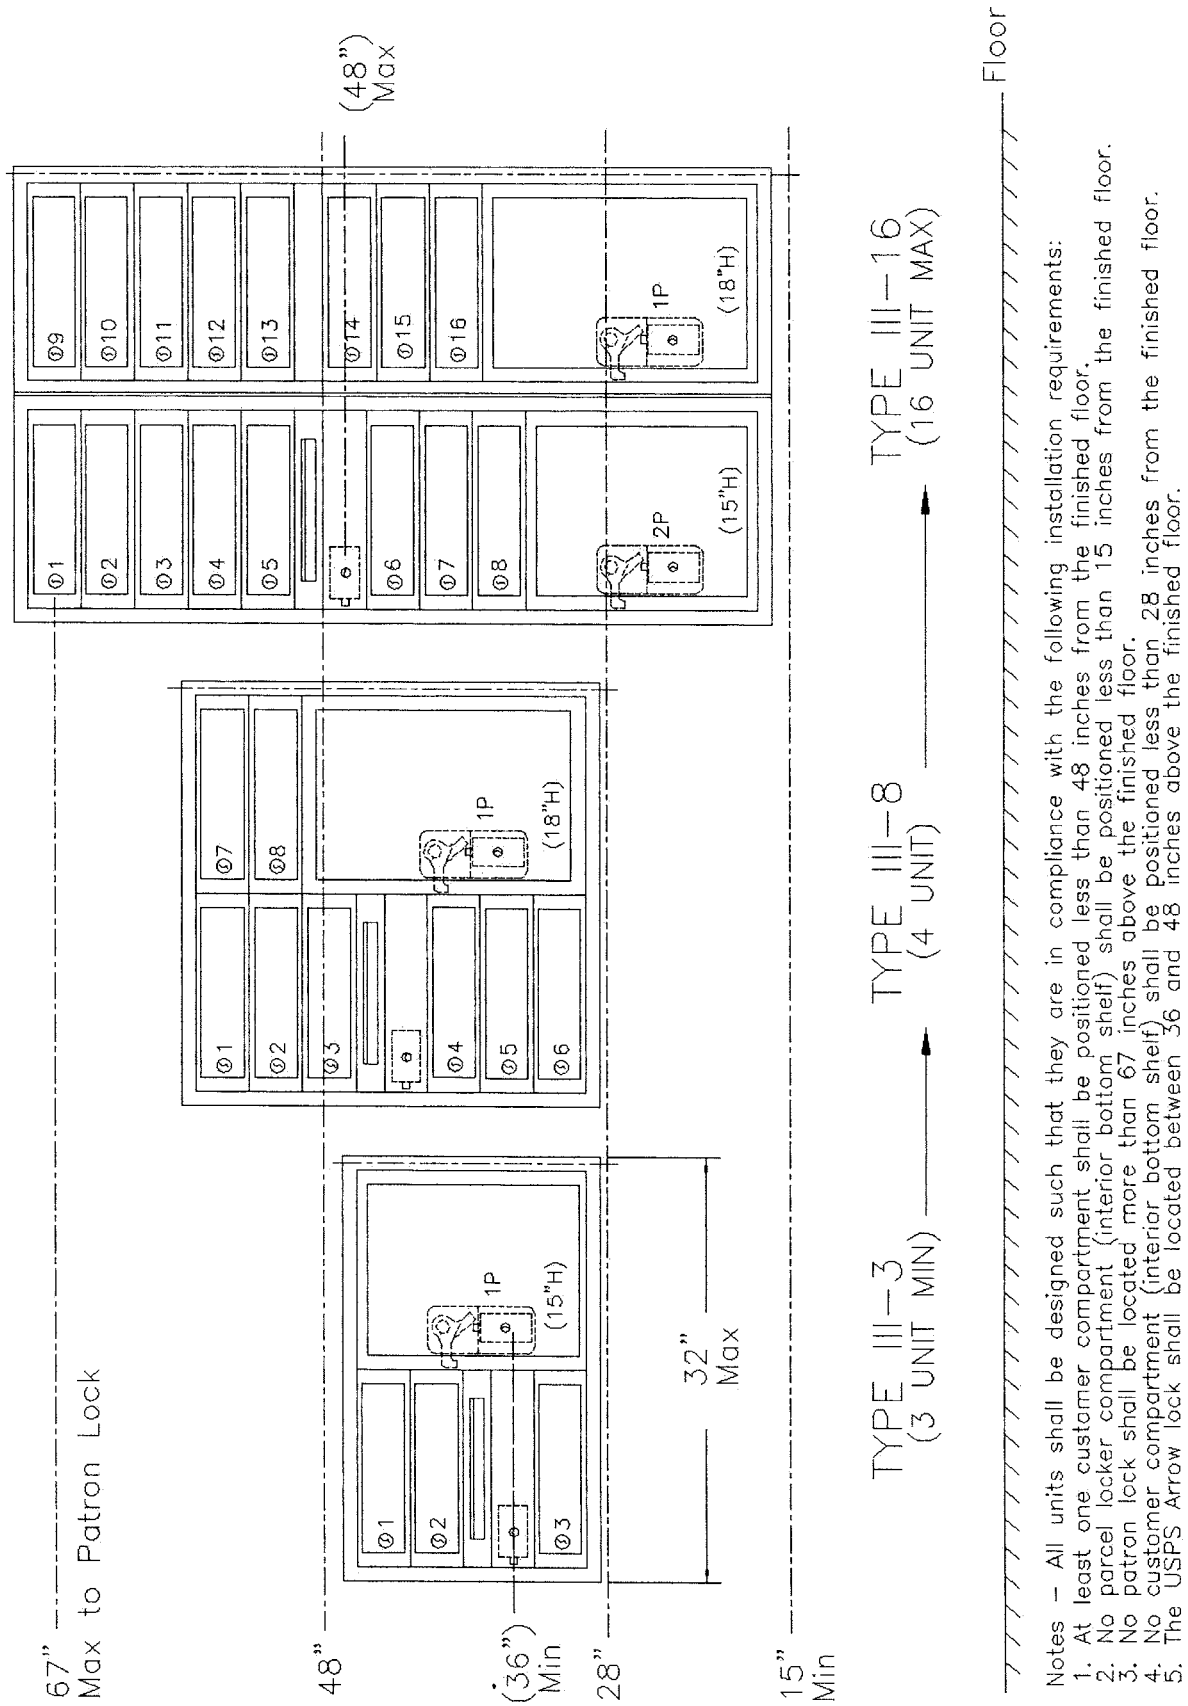 67"
Max to Patron Lock
48"
(36")
Min
28"
15"
Min
1
2
3
1P
(15"H)
32"
Max
1
2
3
4
5
6
7
8
1P
(18"H)
1
2
3
4
5
6
7
8
2P
(15"H)
9
10
11
12
13
14
15
16
1P
(18"H)
(48")
Max
TYPE III-3
(3 UNIT MIN)
TYPE III-8
(4 UNIT)
TYPE III-16
(16 UNIT MAX)
Floor
Notes - All units shall be designed such that they are in compliance with the following installation requirements:
1. At least one customer compartment shall be positioned less than 48 inches from the finished floor.
2. No parcel locker compartment (interior bottom shelf) shall be positioned less than 15 inches from the finished floor.
3. No patron lock shall be located more than 67 inches above the finished floor.
4. No customer compartment (interior bottom shelf) shall be positioned less than 28 inches from the finished floor.
5. The USPS Arrow lock shall be located between 36 and 48 inches above the finished floor.